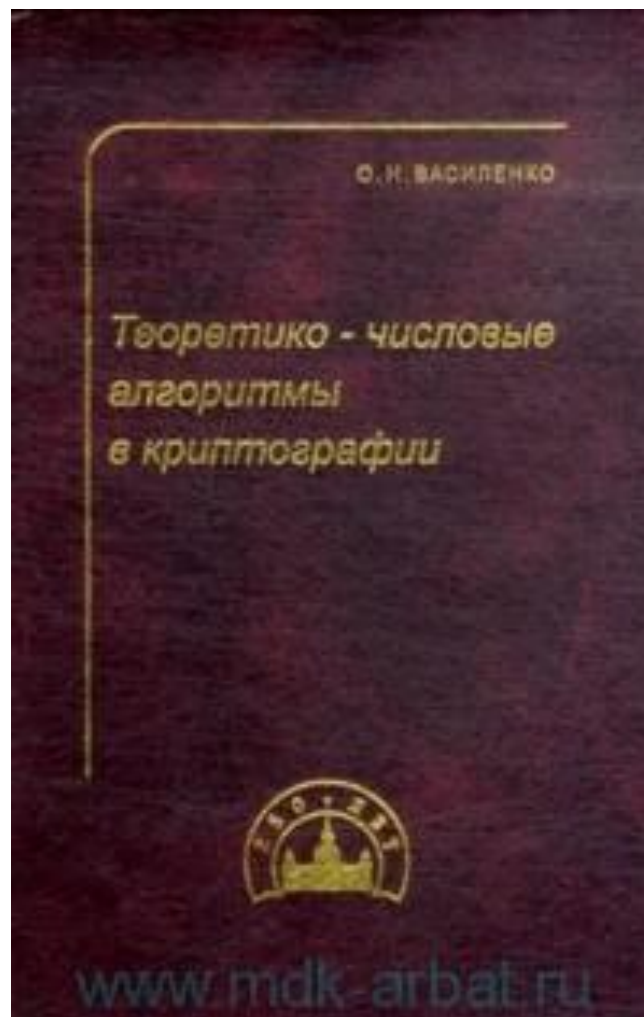 О.Н. ВАСИЛЕНКО
Теоретико - числовые
алгоритмы
в криптографии
www.mdk-arbat.ru